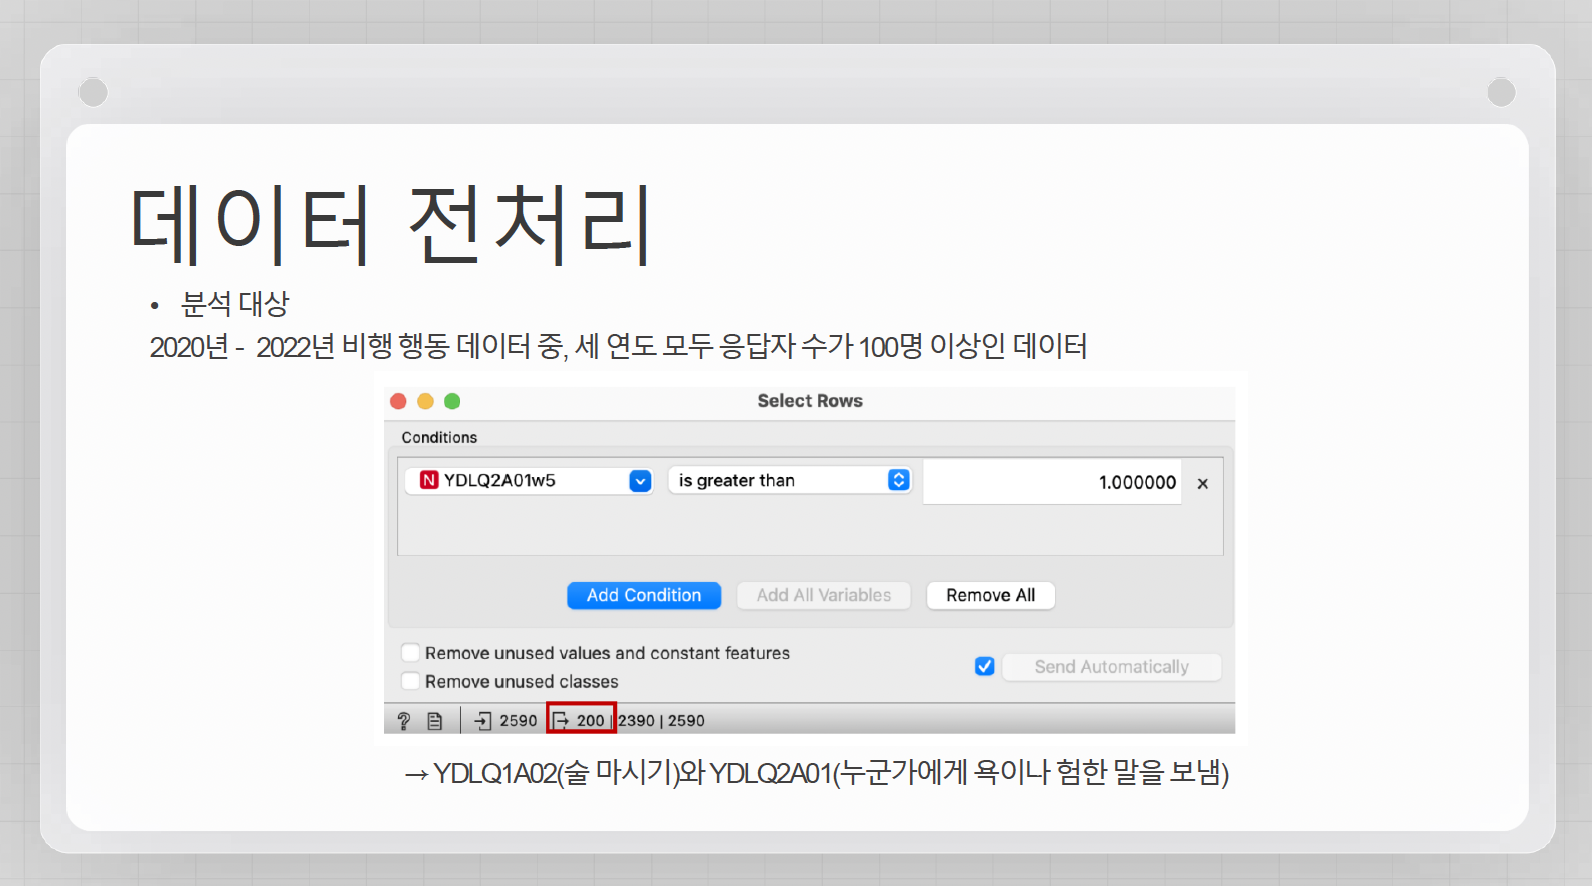 데이터 전처리
• 분석 대상
2020년 - 2022년 비행 행동 데이터 중, 세 연도 모두 응답자 수가 100명 이상인 데이터
Select Rows
Conditions
N YDLQ2A01w5 is greater than 1.000000 ×
Add Condition Add All Variables Remove All
Remove unused values and constant features
Send Automatically
Remove unused classes
? 2590 200 | 2390 | 2590
→ YDLQ1A02(술 마시기)와 YDLQ2A01(누군가에게 욕이나 험한 말을 보냄)